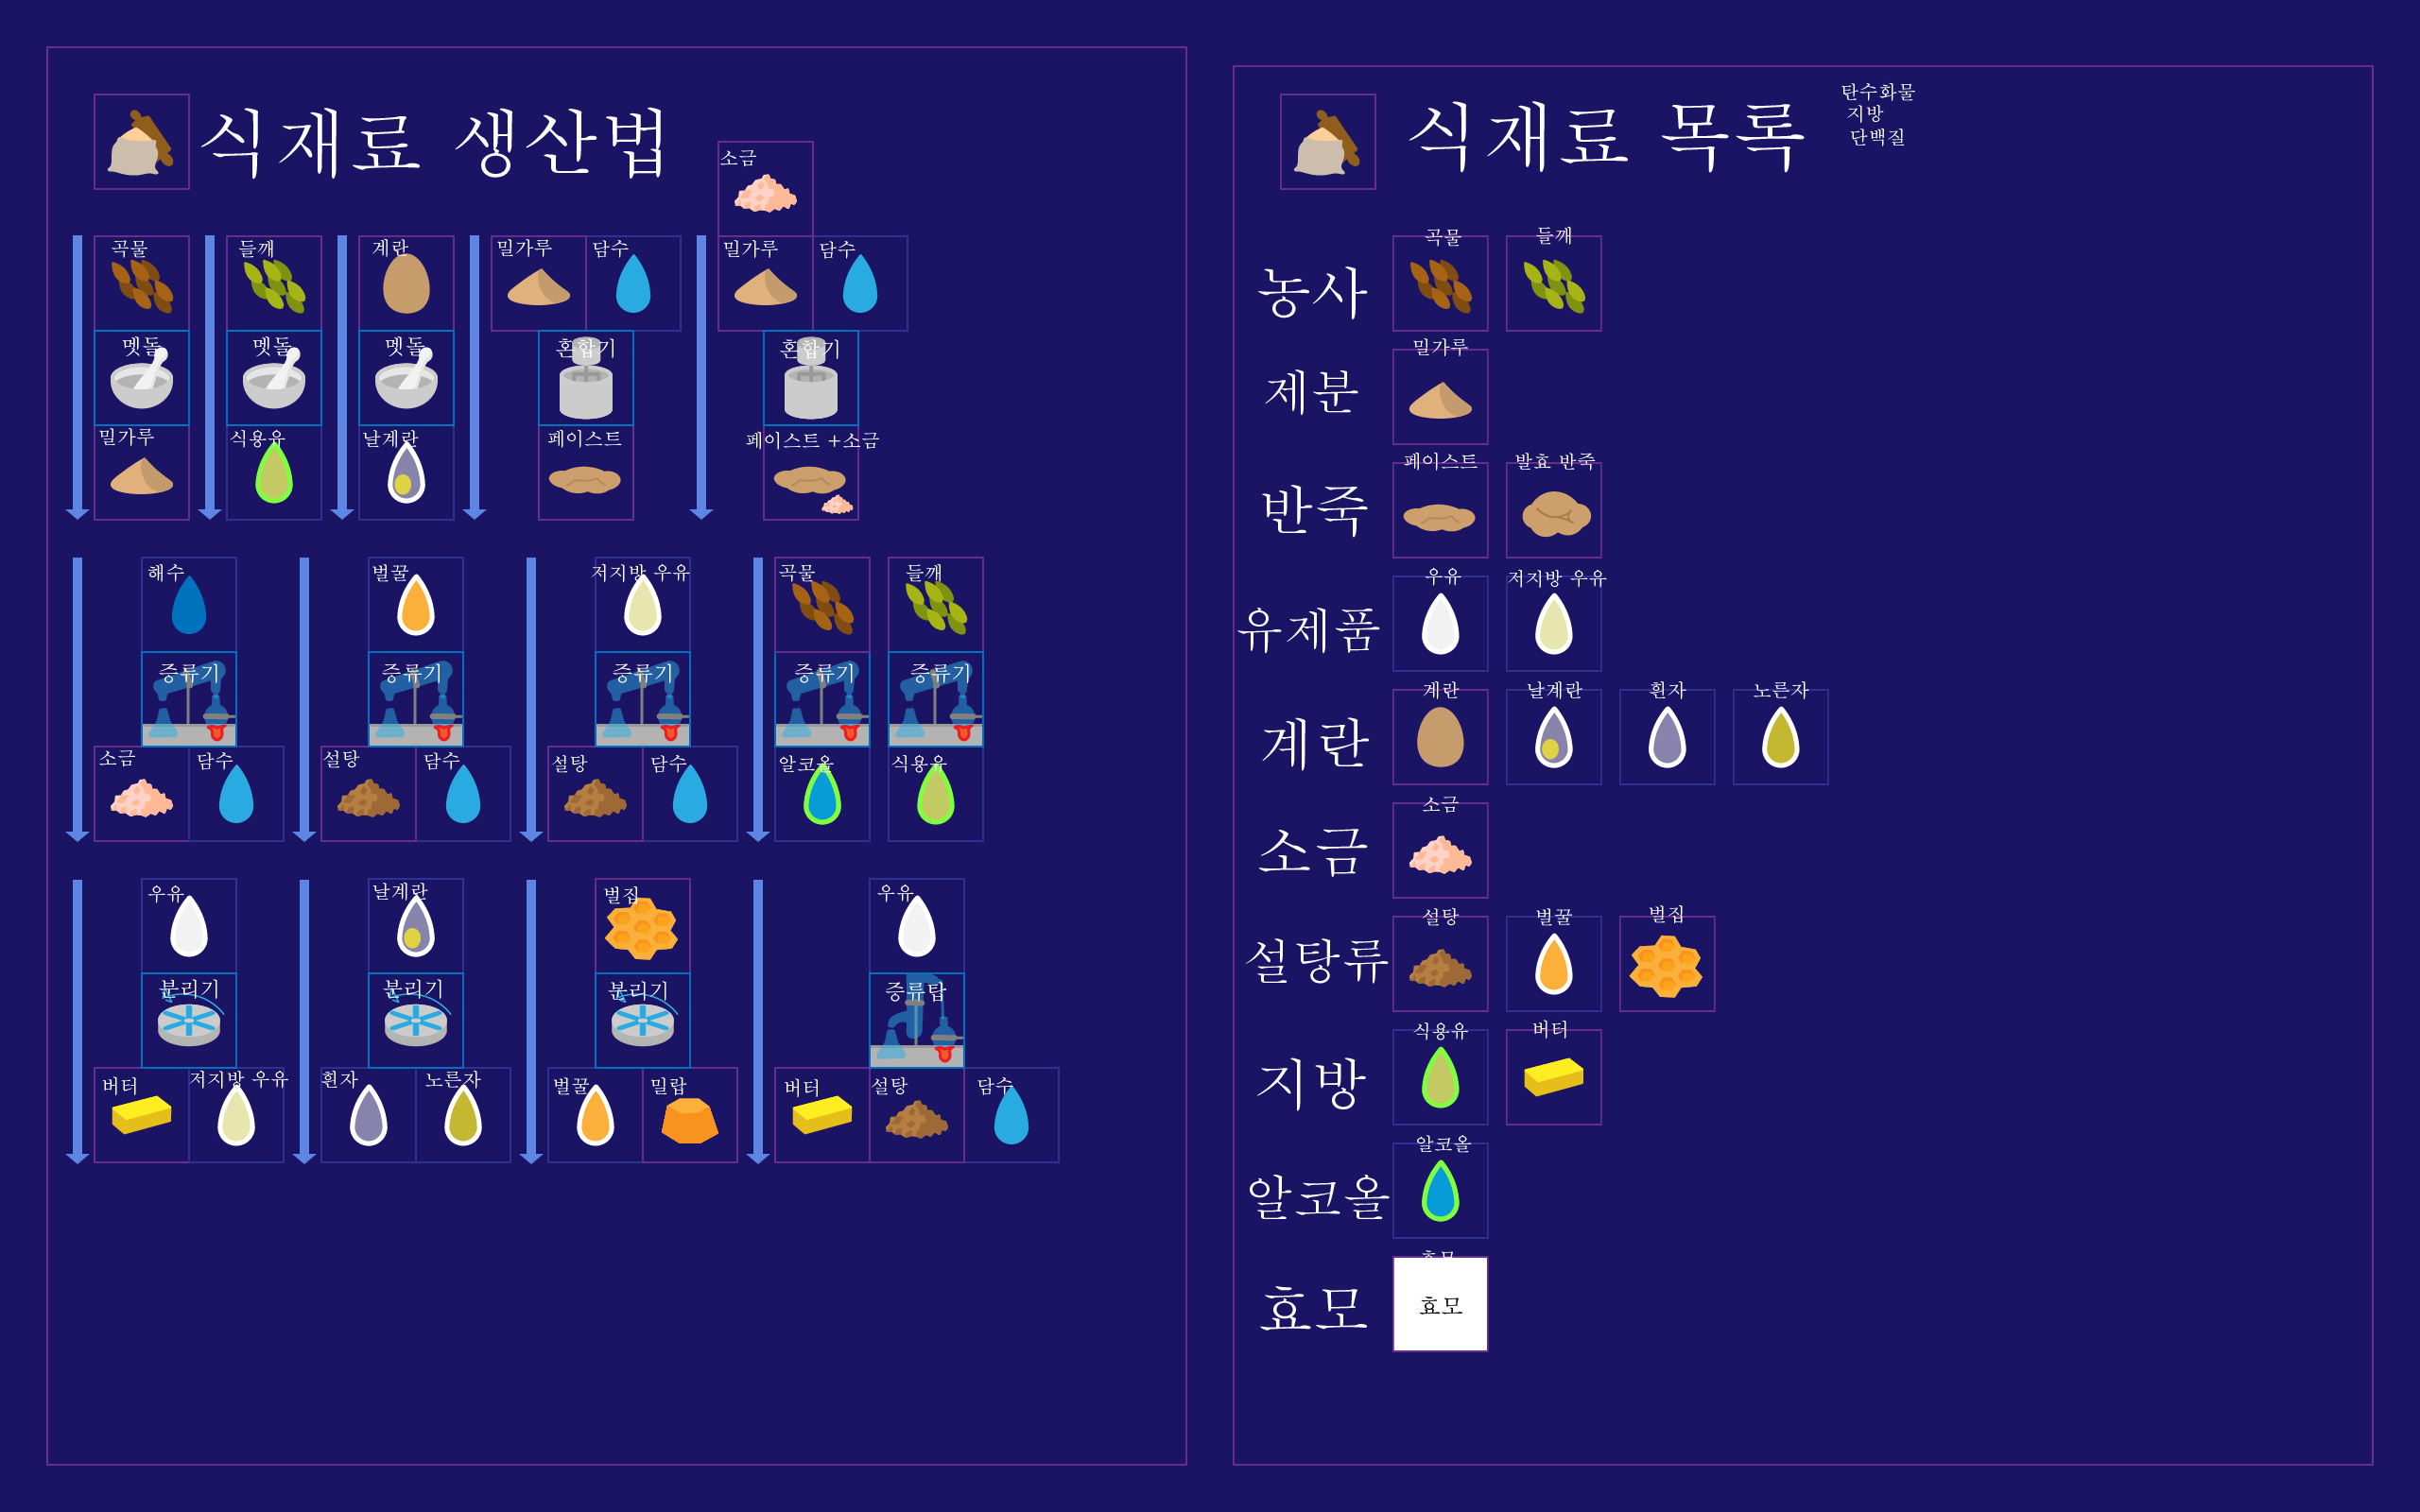 식재료 생산법
소금
곡물 들깨 계란 밀가루 담수 밀가루 담수
멧돌 멧돌 멧돌 혼합기 혼합기
밀가루 식용유 날계란 페이스트 페이스트 +소금
해수 벌꿀 저지방 우유 곡물 들깨
증류기 증류기 증류기 증류기 증류기
소금 담수 설탕 담수 설탕 담수 알코올 식용유
우유 날계란 벌집 우유
분리기 분리기 분리기 증류탑
버터 저지방 우유 흰자 노른자 벌꿀 밀랍 버터 설탕 담수
식재료 목록
탄수화물
지방
단백질
곡물 들깨
농사
밀가루
제분
페이스트 발효 반죽
반죽
우유 저지방 우유
유제품
계란 날계란 흰자 노른자
계란
소금
소금
설탕 벌꿀 벌집
설탕류
식용유 버터
지방
알코올
알코올
효모
효모
효모